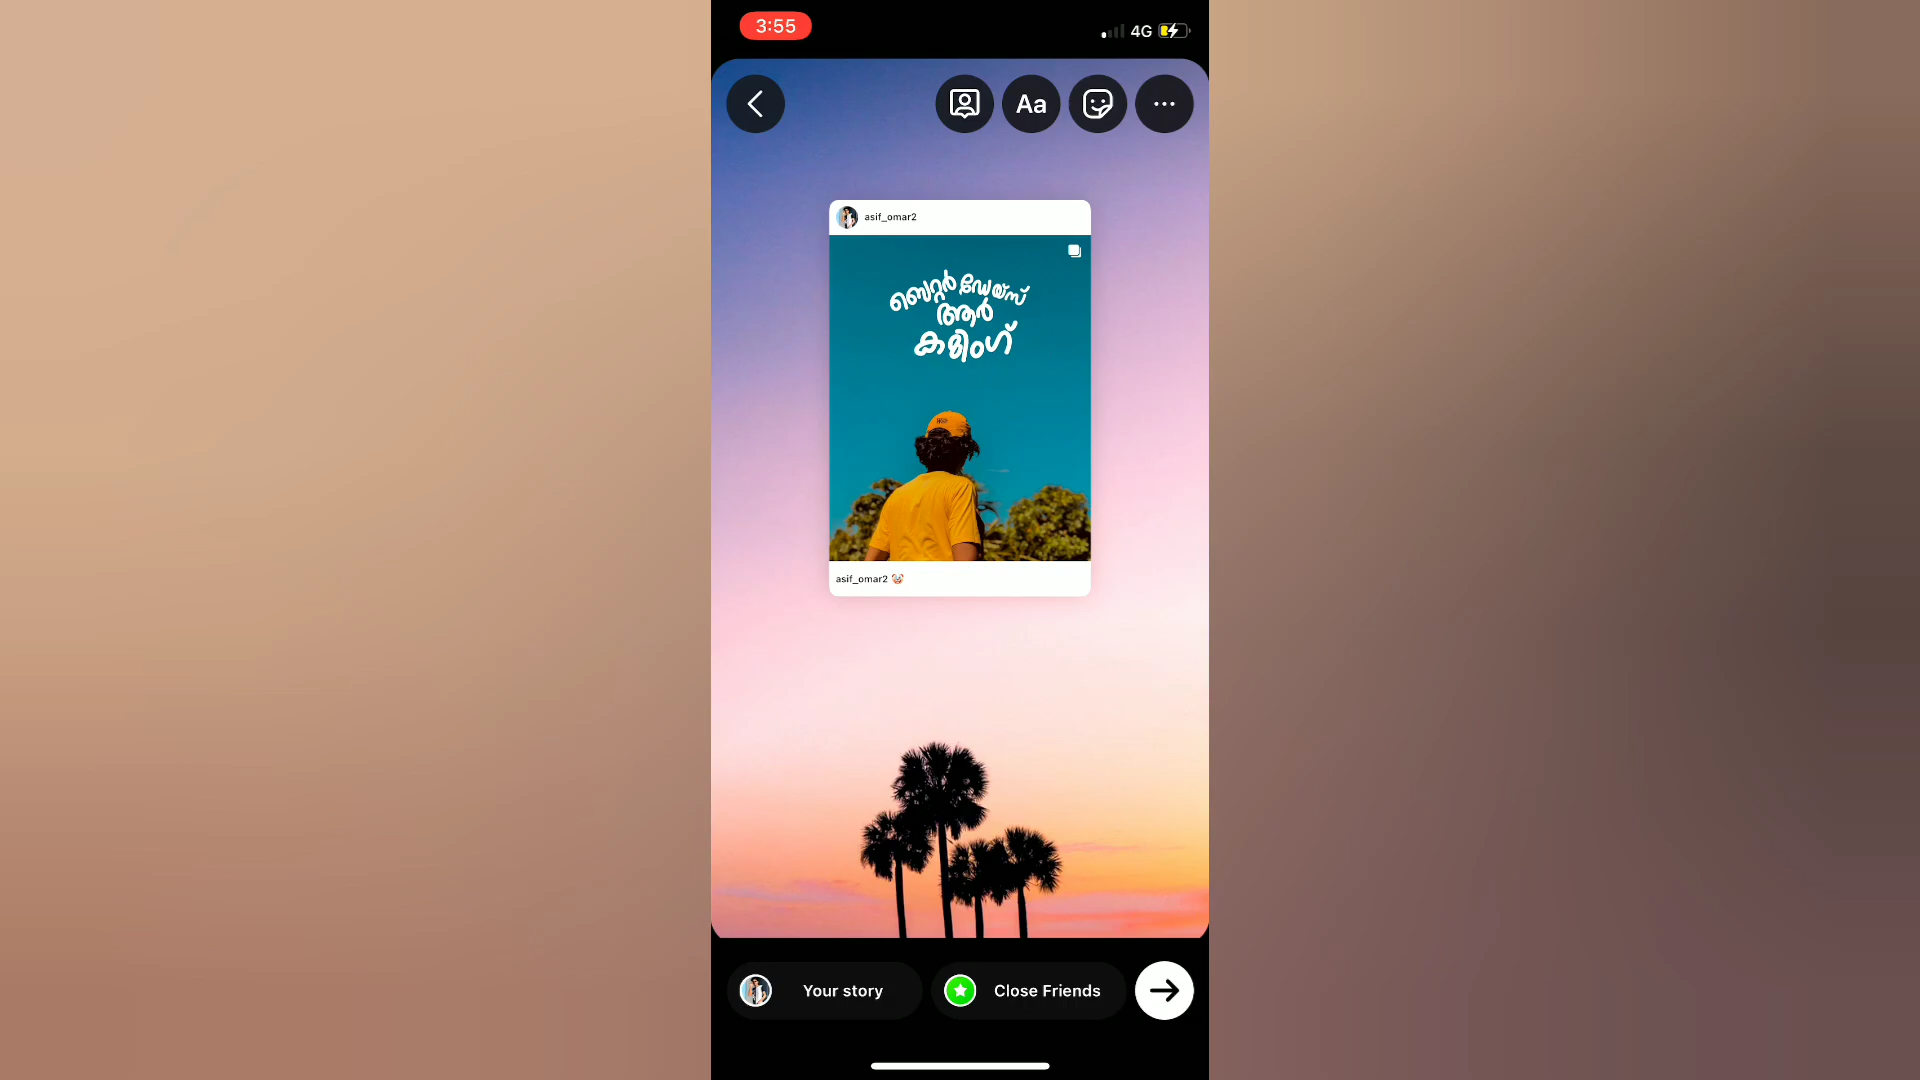 3:55
4G
Aa
asif_omar2
ബെറ്റർ ഡേയ്സ്
ആർ
കമിംഗ്
asif_omar2 🤡
Your story
Close Friends